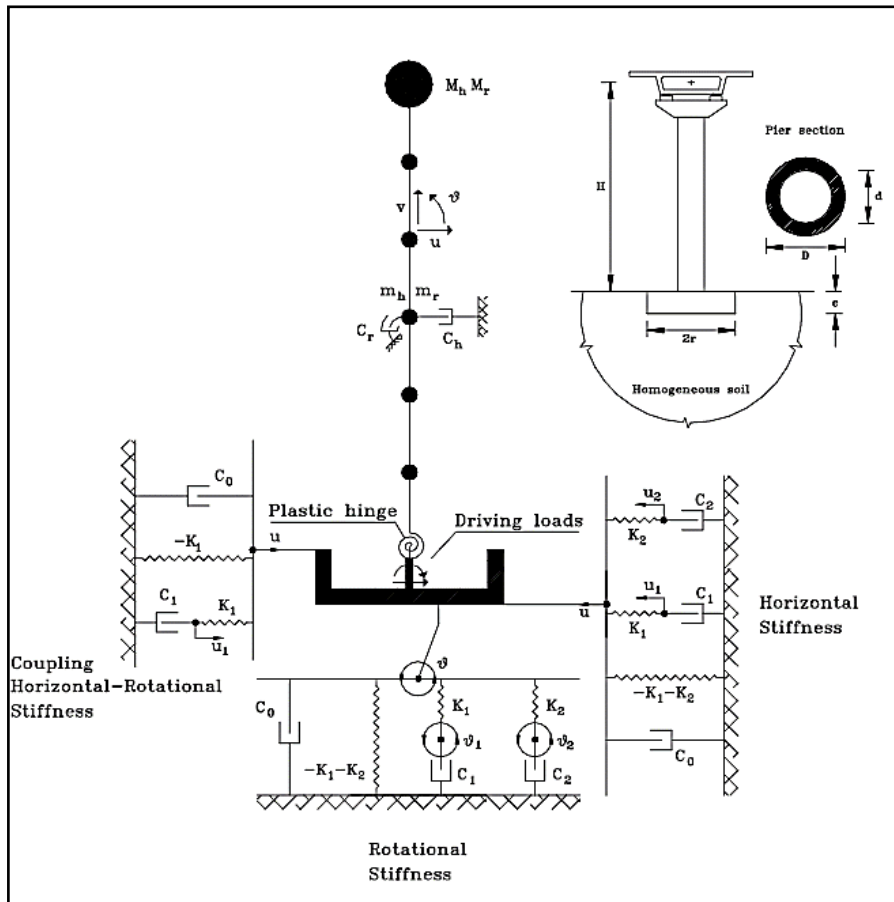 M_h M_r
Pier section
H
d
D
v
ϑ
u
m_h m_r
C_r
C_h
e
2r
Homogeneous soil
C_0
Plastic hinge
Driving loads
u_2
C_2
-K_1
u
K_2
C_1
K_1
u_1
u_1
C_1
K_1
u
Horizontal
Stiffness
Coupling
Horizontal-Rotational
Stiffness
ϑ
-K_1-K_2
C_0
K_1
K_2
ϑ_1
ϑ_2
C_0
-K_1-K_2
C_1
C_2
Rotational
Stiffness